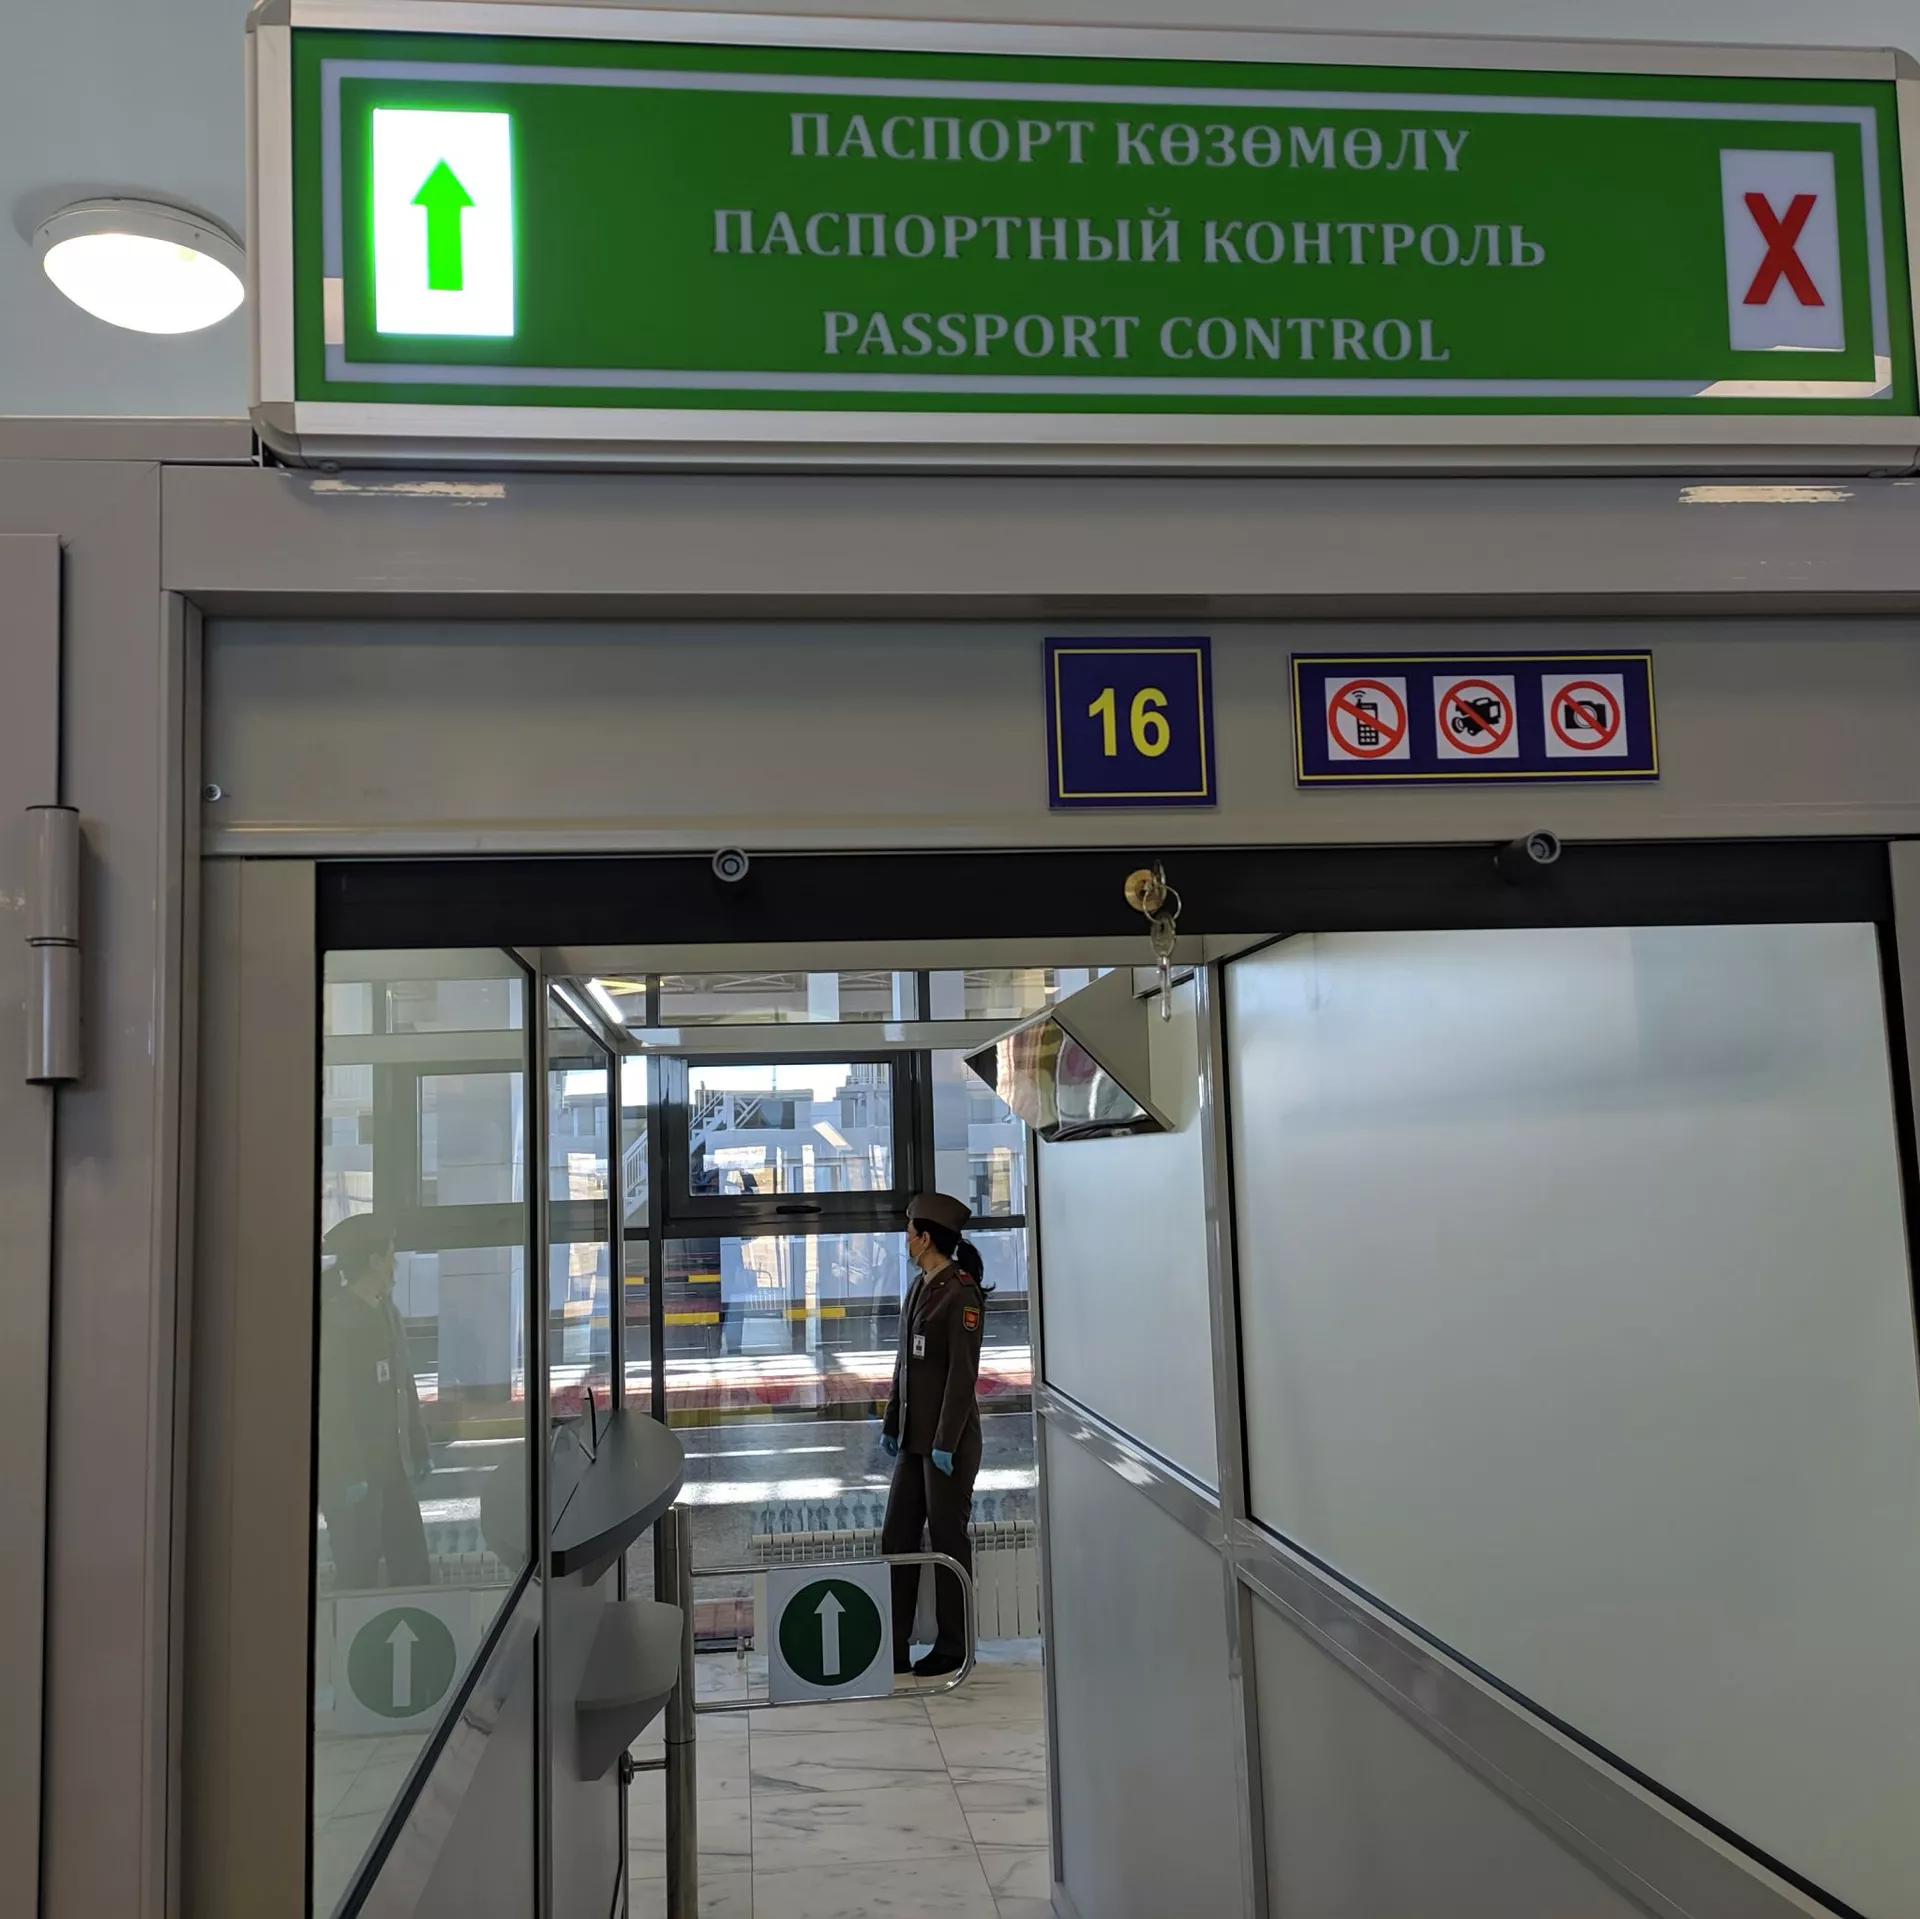 ПАСПОРТ КӨЗӨМӨЛҮ
ПАСПОРТНЫЙ КОНТРОЛЬ
PASSPORT CONTROL
X
16